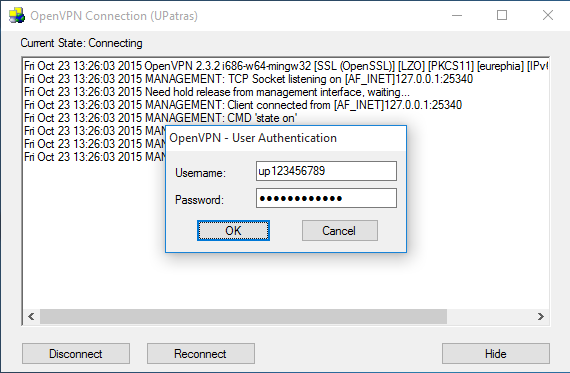 OpenVPN Connection (UPatras)
Current State: Connecting
Fri Oct 23 13:26:03 2015 OpenVPN 2.3.2 i686-w64-mingw32 [SSL (OpenSSL)] [LZO] [PKCS11] [eurephia] [IPv6
Fri Oct 23 13:26:03 2015 MANAGEMENT: TCP Socket listening on [AF_INET]127.0.0.1:25340
Fri Oct 23 13:26:03 2015 Need hold release from management interface, waiting...
Fri Oct 23 13:26:03 2015 MANAGEMENT: Client connected from [AF_INET]127.0.0.1:25340
Fri Oct 23 13:26:03 2015 MANAGEMENT: CMD 'state on'
Fri Oct 23 13:26:03 2015 MAN
Fri Oct 23 13:26:03 2015 MAN
Fri Oct 23 13:26:03 2015 MAN
OpenVPN - User Authentication
Username: up123456789
Password: ●●●●●●●●●●●●
OK Cancel
Disconnect Reconnect Hide